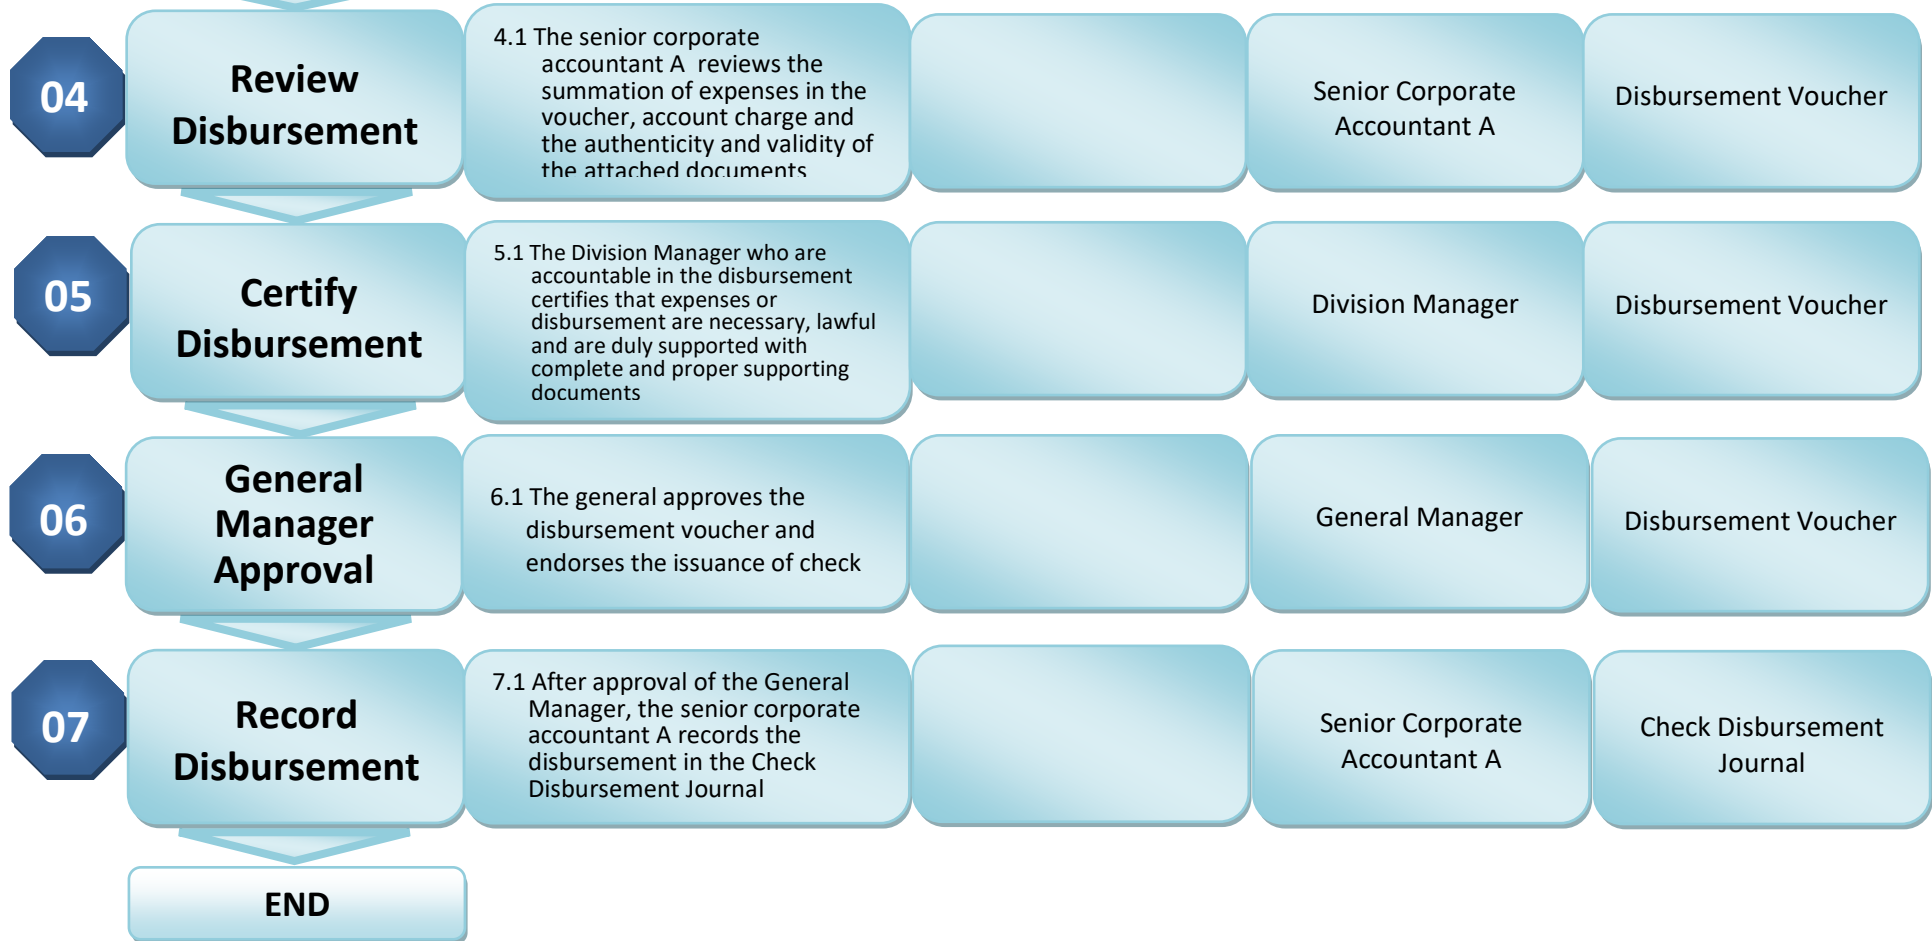 04
Review
Disbursement
4.1 The senior corporate
accountant A  reviews the
summation of expenses in the
voucher, account charge and
the authenticity and validity of
the attached documents
Senior Corporate
Accountant A
Disbursement Voucher
05
Certify
Disbursement
5.1 The Division Manager who are
accountable in the disbursement
certifies that expenses or
disbursement are necessary, lawful
and are duly supported with
complete and proper supporting
documents
Division Manager
Disbursement Voucher
06
General
Manager
Approval
6.1 The general approves the
disbursement voucher and
endorses the issuance of check
General Manager
Disbursement Voucher
07
Record
Disbursement
7.1 After approval of the General
Manager, the senior corporate
accountant A records the
disbursement in the Check
Disbursement Journal
Senior Corporate
Accountant A
Check Disbursement
Journal
END